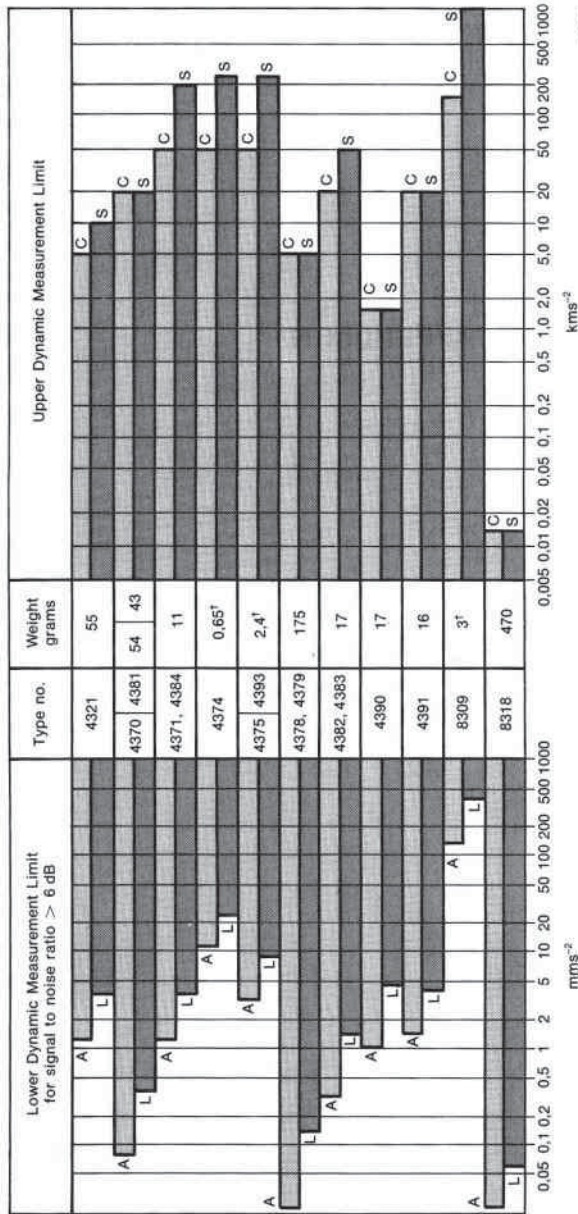 Lower Dynamic Measurement Limit
for signal to noise ratio > 6 dB
Type no.
Weight
grams
Upper Dynamic Measurement Limit
A
L
4321
55
C
S
A
L
4370 4381
54 43
C
S
A
L
4371, 4384
11
C
S
A
L
4374
0,65†
C
S
A
L
4375 4393
2,4†
C
S
A
L
4378, 4379
175
C
S
A
L
4382, 4383
17
C
S
A
L
4390
17
C
S
A
L
4391
16
C
S
A
L
8309
3†
C
S
A
L
8318
470
C
S
0,05 0,1 0,2 0,5 1 2 5 10 20 50 100 200 500 1000
0,005 0,01 0,02 0,05 0,1 0,2 0,5 1,0 2,0 5,0 10 20 50 100 200 500 1000
mms⁻²
kms⁻²